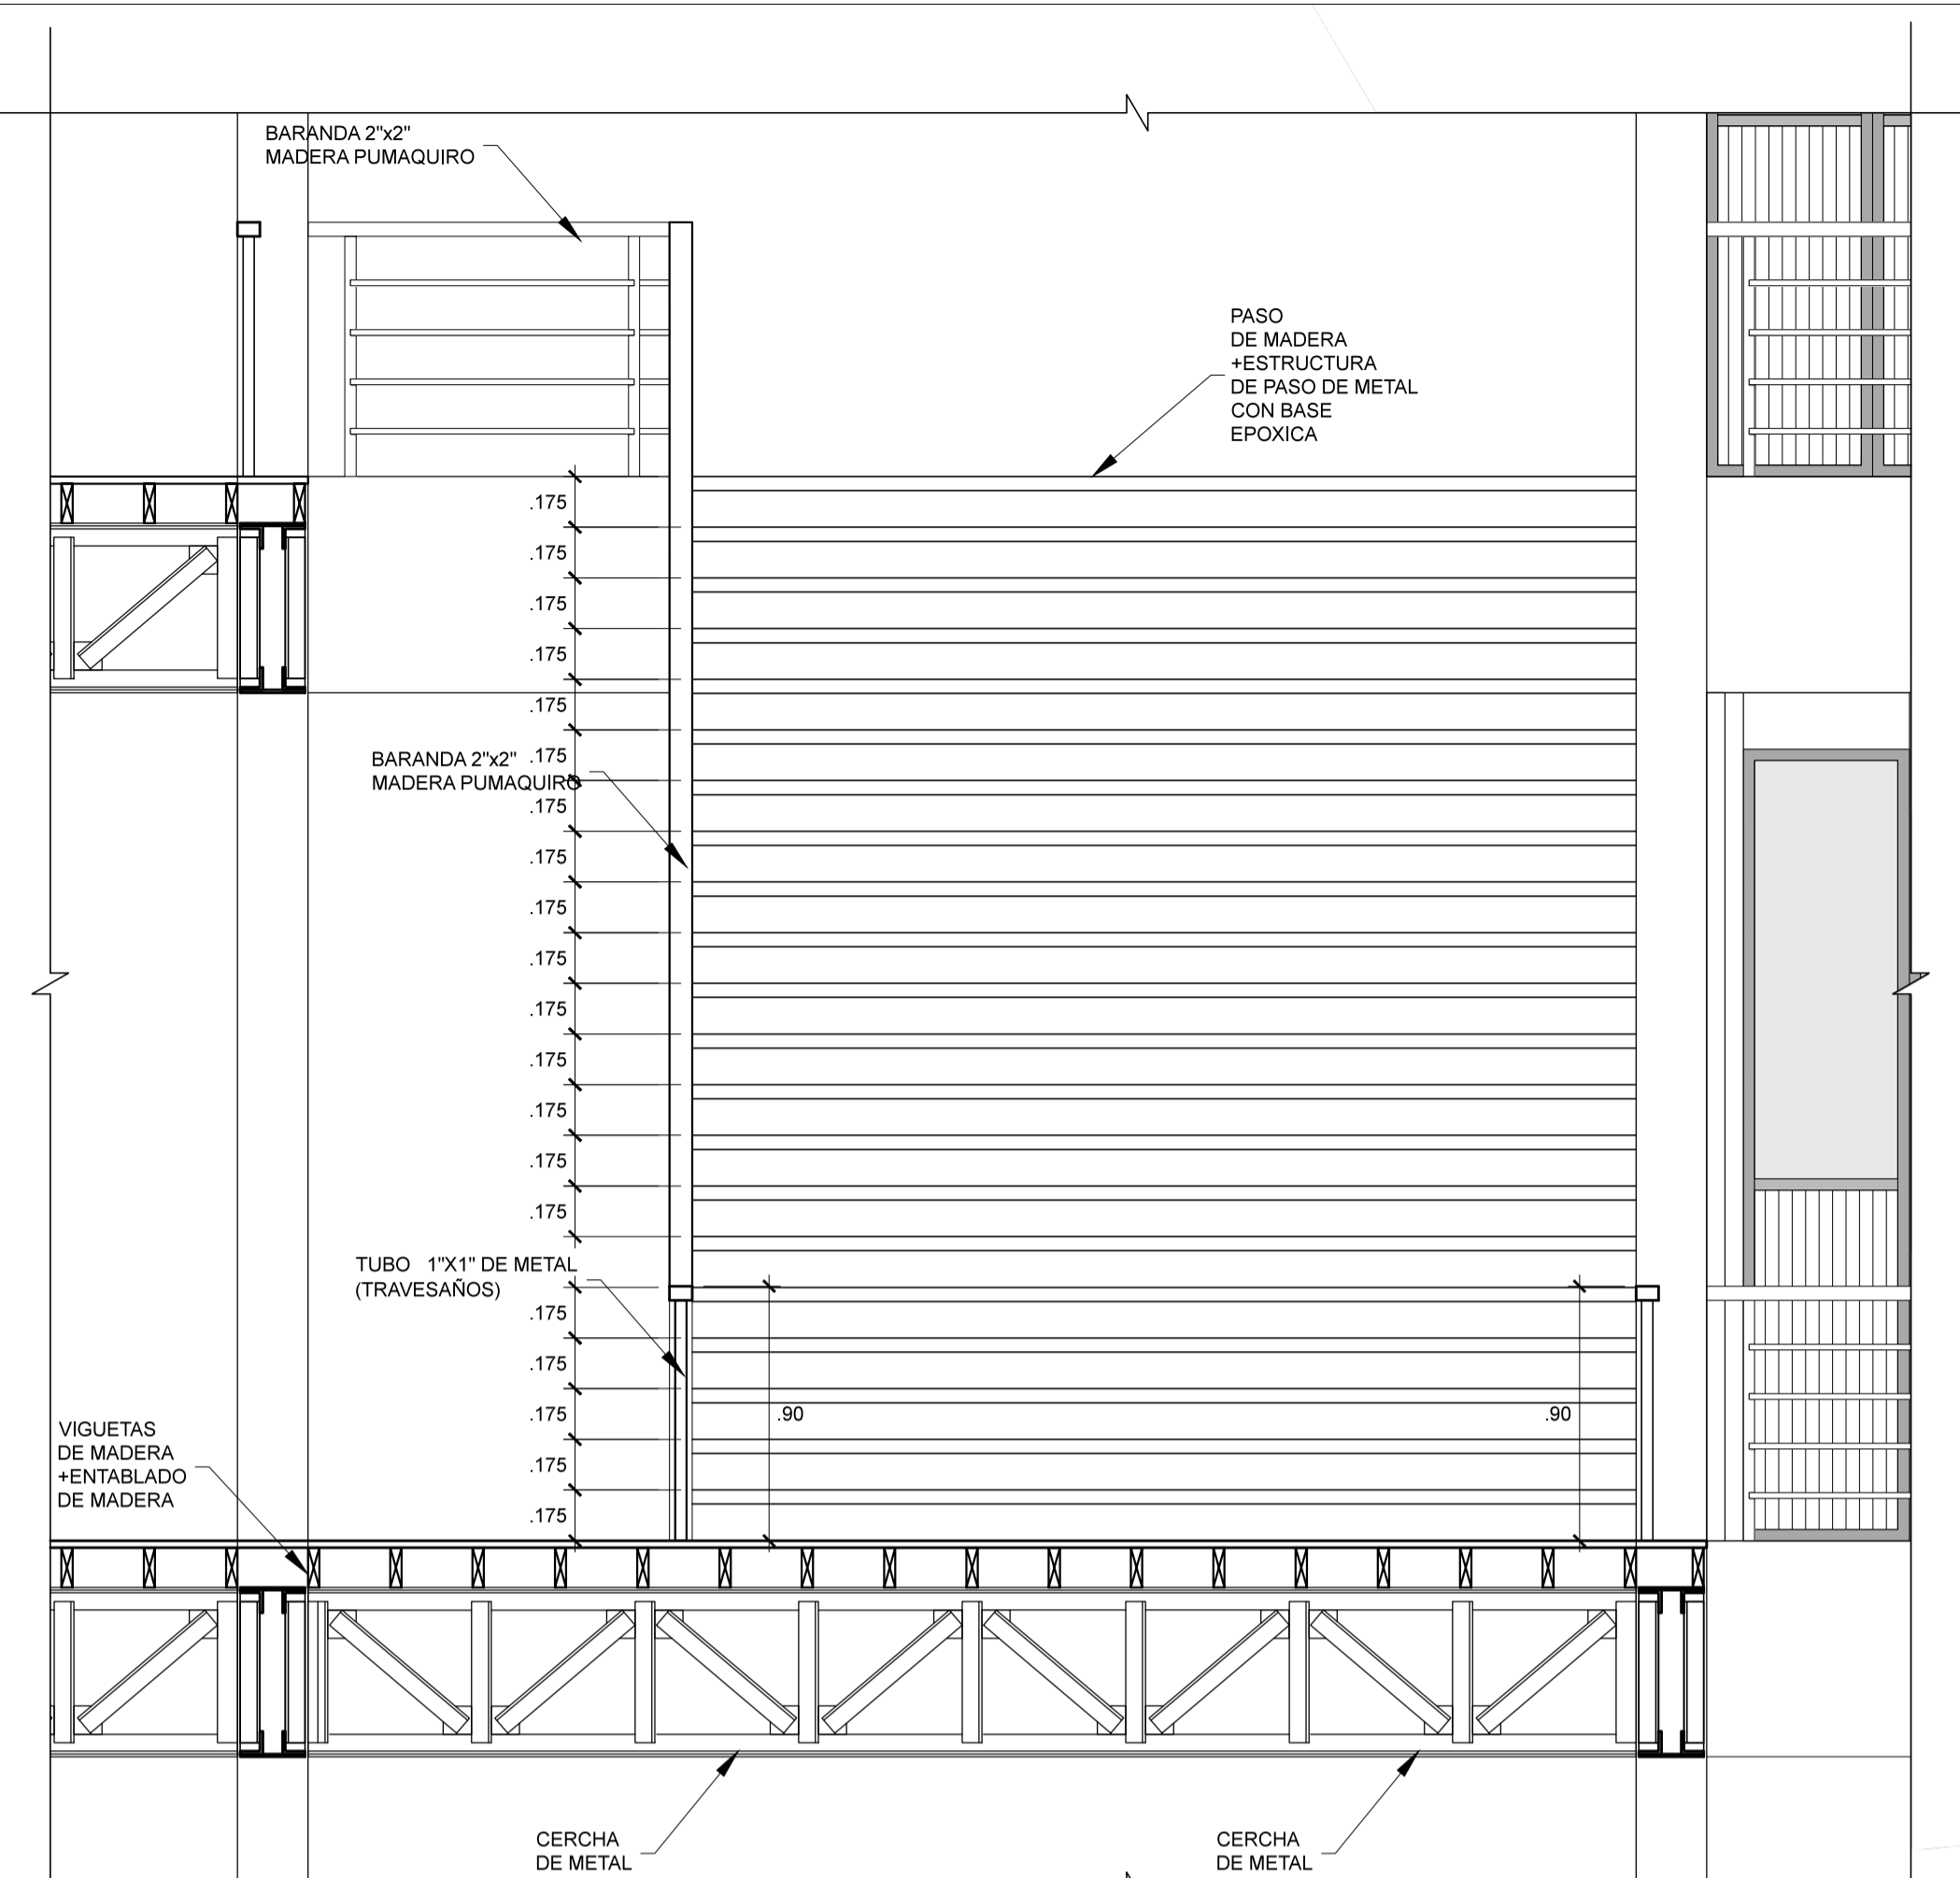 BARANDA 2"x2"
MADERA PUMAQUIRO
PASO
DE MADERA
+ESTRUCTURA
DE PASO DE METAL
CON BASE
EPOXICA
.175
.175
.175
.175
.175
BARANDA 2"x2"
MADERA PUMAQUIRO
.175
.175
.175
.175
.175
.175
.175
.175
.175
.175
TUBO 1"X1" DE METAL
(TRAVESAÑOS)
.175
.175
.175
.175
.175
.90
.90
VIGUETAS
DE MADERA
+ENTABLADO
DE MADERA
CERCHA
DE METAL
CERCHA
DE METAL